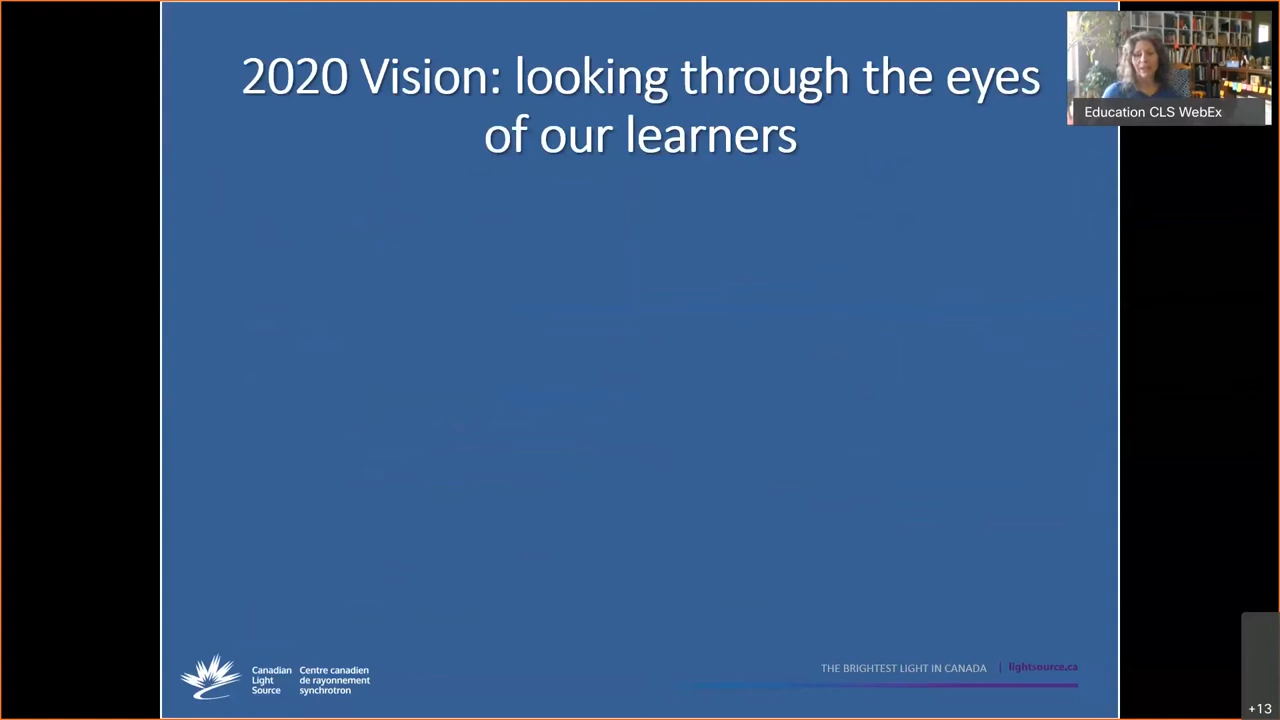 2020 Vision: looking through the eyes
of our learners
Education CLS WebEx
Canadian
Light
Source
Centre canadien
de rayonnement
synchrotron
THE BRIGHTEST LIGHT IN CANADA | lightsource.ca
+13